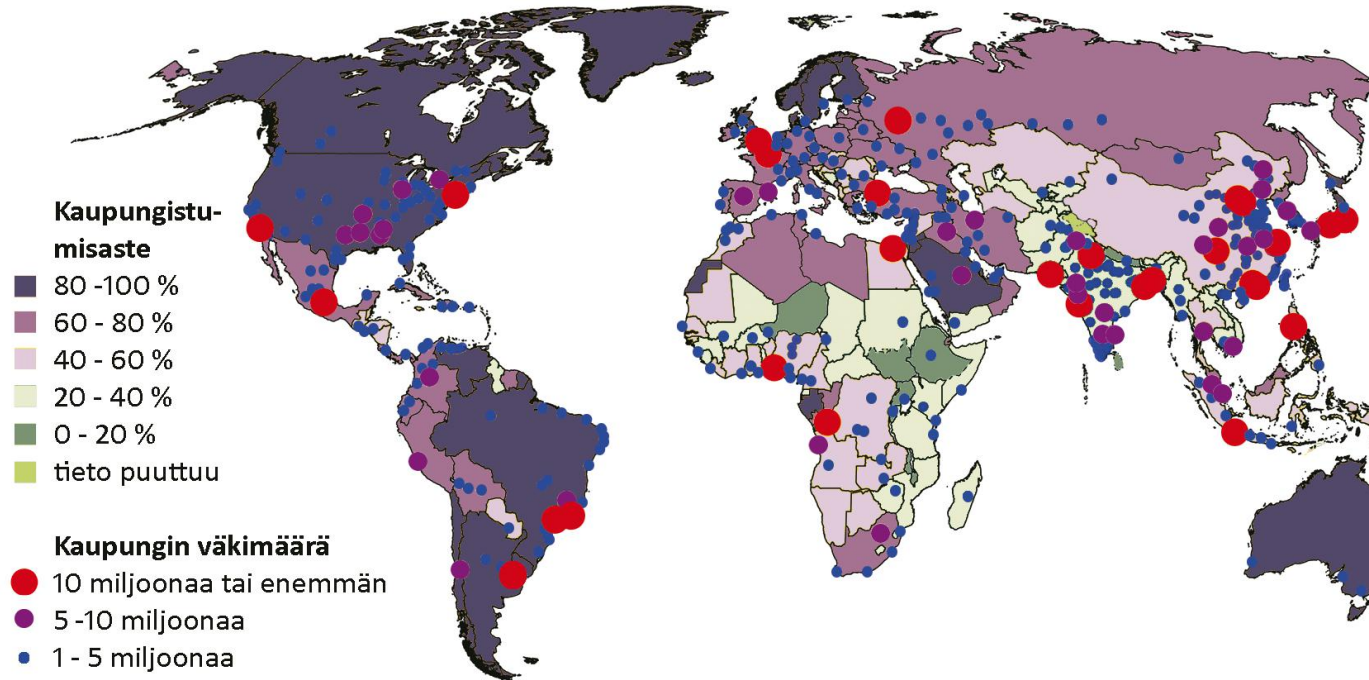 Kaupungistu-
misaste
80 -100 %
60 - 80 %
40 - 60 %
20 - 40 %
0 - 20 %
tieto puuttuu
Kaupungin väkimäärä
10 miljoonaa tai enemmän
5 -10 miljoonaa
1 - 5 miljoonaa